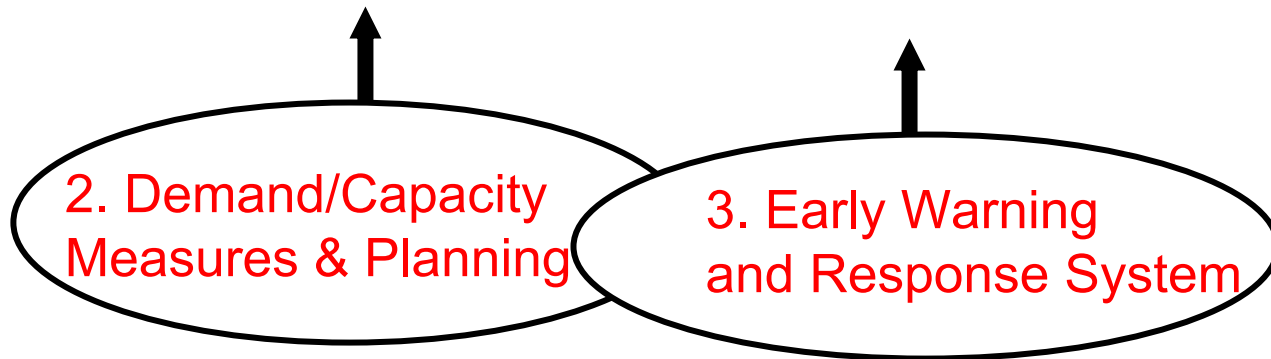 2. Demand/Capacity
Measures & Planning
3. Early Warning
and Response System